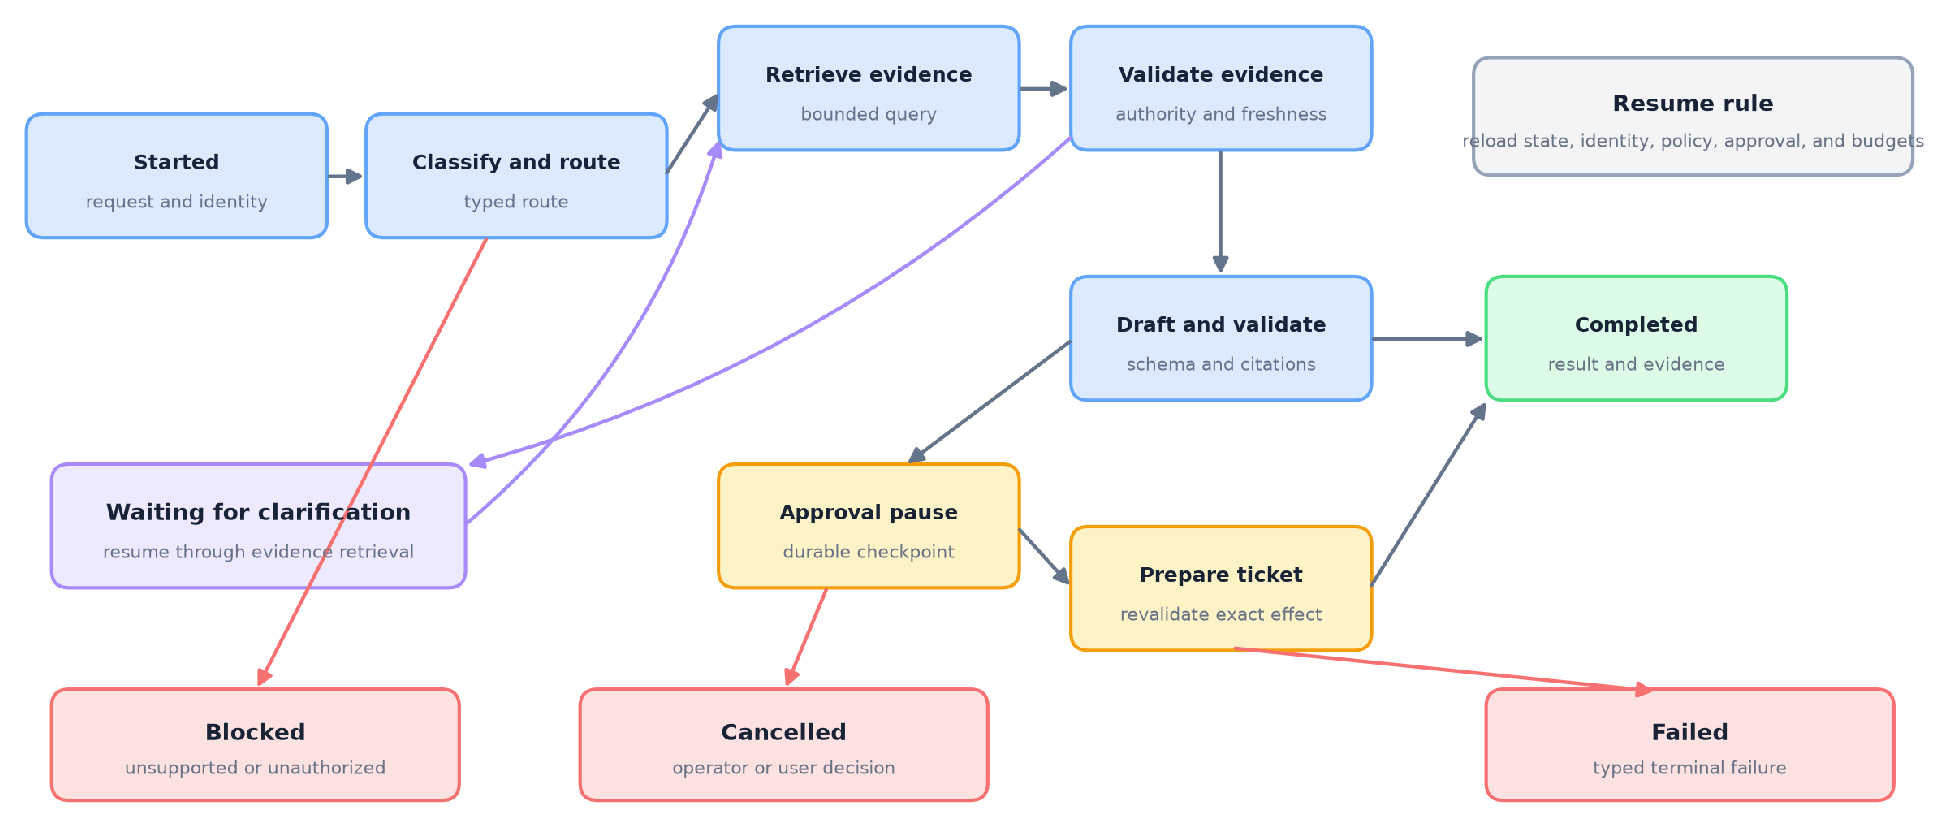 Retrieve evidence
bounded query
Validate evidence
authority and freshness
Resume rule
reload state, identity, policy, approval, and budgets
Started
request and identity
Classify and route
typed route
Draft and validate
schema and citations
Completed
result and evidence
Waiting for clarification
resume through evidence retrieval
Approval pause
durable checkpoint
Prepare ticket
revalidate exact effect
Blocked
unsupported or unauthorized
Cancelled
operator or user decision
Failed
typed terminal failure